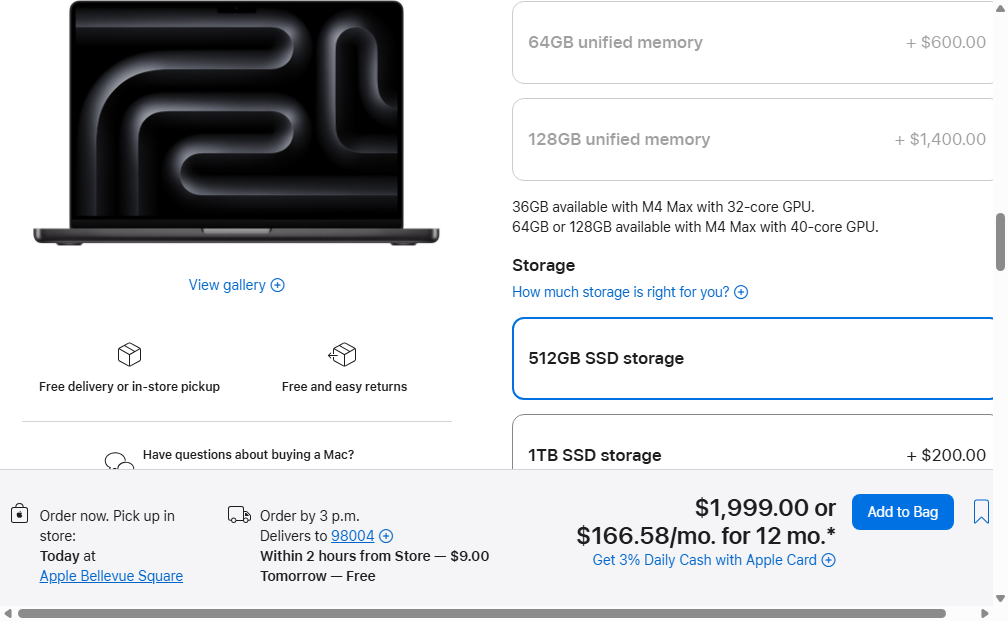 64GB unified memory
+ $600.00
128GB unified memory
+ $1,400.00
36GB available with M4 Max with 32-core GPU.
64GB or 128GB available with M4 Max with 40-core GPU.
Storage
How much storage is right for you?
512GB SSD storage
1TB SSD storage
+ $200.00
View gallery
Free delivery or in-store pickup
Free and easy returns
Have questions about buying a Mac?
Order now. Pick up in
store:
Today at
Apple Bellevue Square
Order by 3 p.m.
Delivers to 98004
Within 2 hours from Store — $9.00
Tomorrow — Free
$1,999.00 or
$166.58/mo. for 12 mo.*
Get 3% Daily Cash with Apple Card
Add to Bag